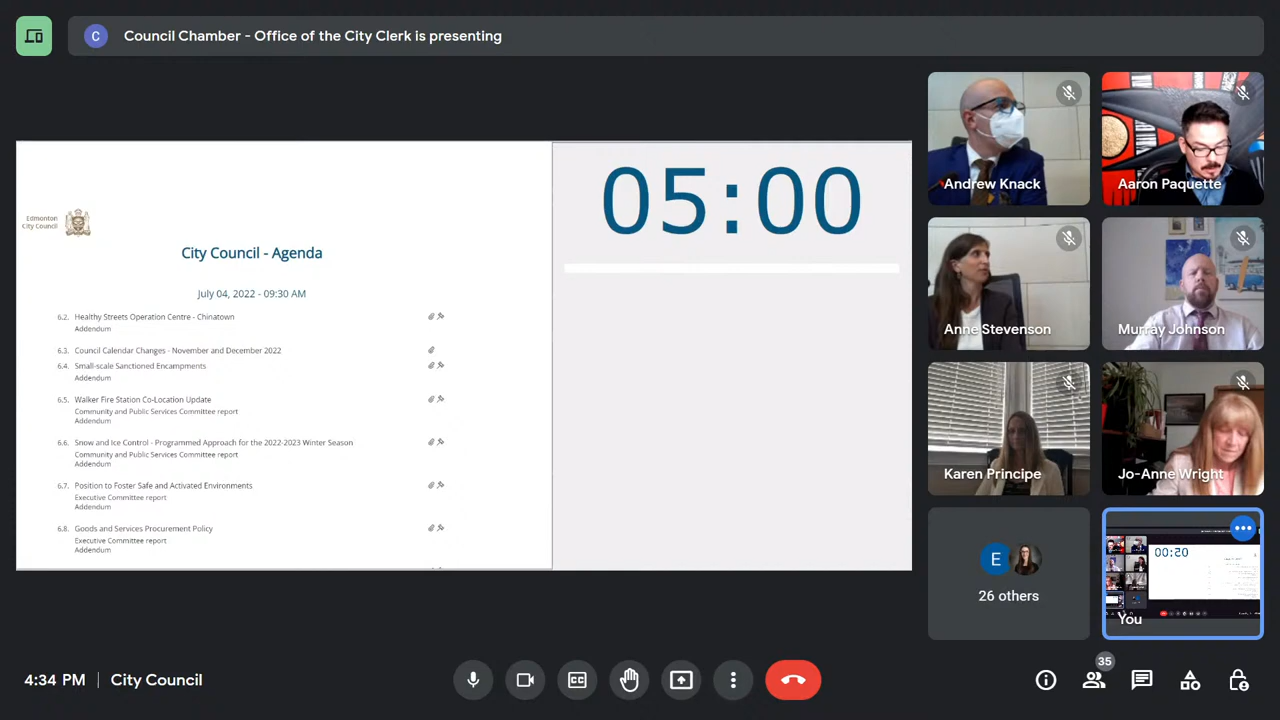 C
Council Chamber - Office of the City Clerk is presenting
Edmonton
City Council
City Council - Agenda
July 04, 2022 - 09:30 AM
6.2. Healthy Streets Operation Centre - Chinatown
Addendum
6.3. Council Calendar Changes - November and December 2022
6.4. Small-scale Sanctioned Encampments
Addendum
6.5. Walker Fire Station Co-Location Update
Community and Public Services Committee report
Addendum
6.6. Snow and Ice Control - Programmed Approach for the 2022-2023 Winter Season
Community and Public Services Committee report
Addendum
6.7. Position to Foster Safe and Activated Environments
Executive Committee report
Addendum
6.8. Goods and Services Procurement Policy
Executive Committee report
Addendum
05:00
Andrew Knack
Aaron Paquette
Anne Stevenson
Murray Johnson
Karen Principe
Jo-Anne Wright
E
26 others
You
4:34 PM | City Council
CC
35